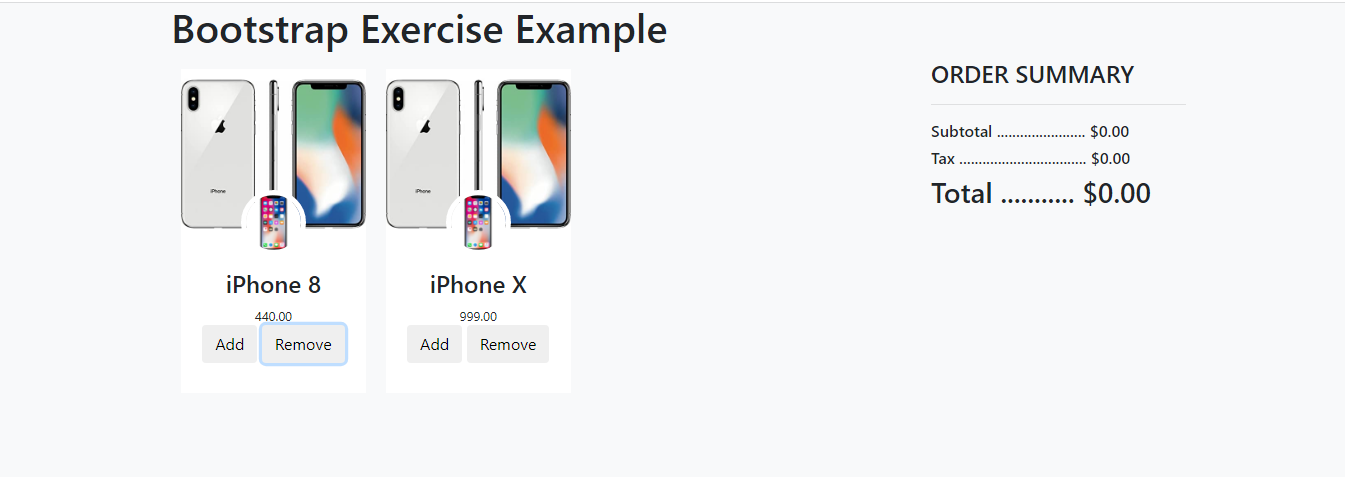 Bootstrap Exercise Example
iPhone
iPhone 8
440.00
Add Remove
iPhone
iPhone X
999.00
Add Remove
ORDER SUMMARY
Subtotal ....................... $0.00
Tax ................................. $0.00
Total ........... $0.00